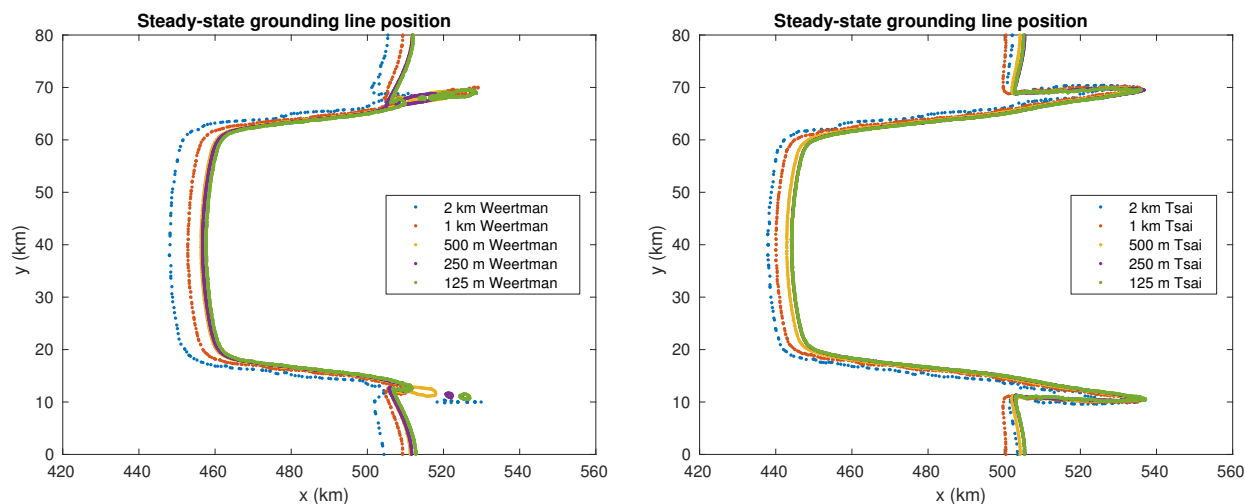 Steady-state grounding line position
80
70
60
50
40
30
20
10
0
y (km)
2 km Weertman
1 km Weertman
500 m Weertman
250 m Weertman
125 m Weertman
420 440 460 480 500 520 540 560
x (km)
Steady-state grounding line position
80
70
60
50
40
30
20
10
0
y (km)
2 km Tsai
1 km Tsai
500 m Tsai
250 m Tsai
125 m Tsai
420 440 460 480 500 520 540 560
x (km)